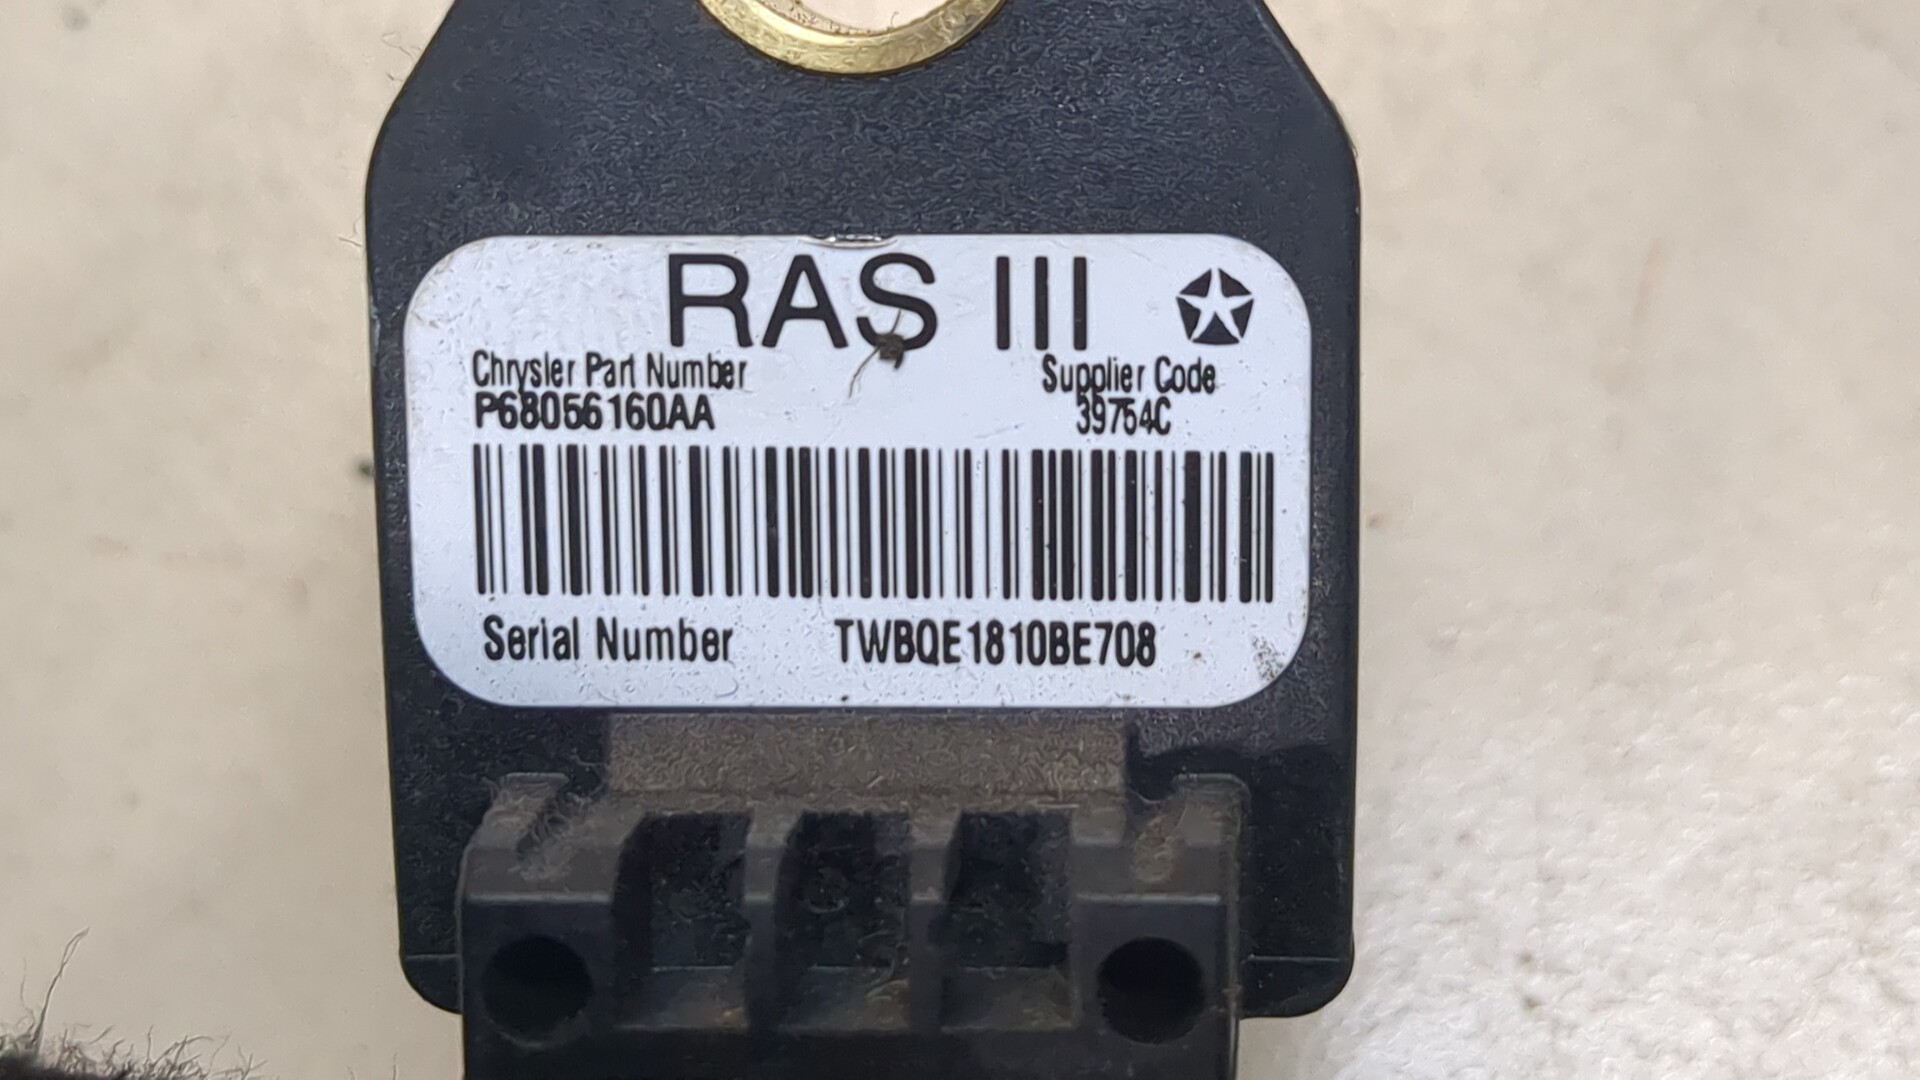 RAS III
Chrysler Part Number Supplier Code
P68056160AA 39754C
Serial Number TWBQE1810BE708